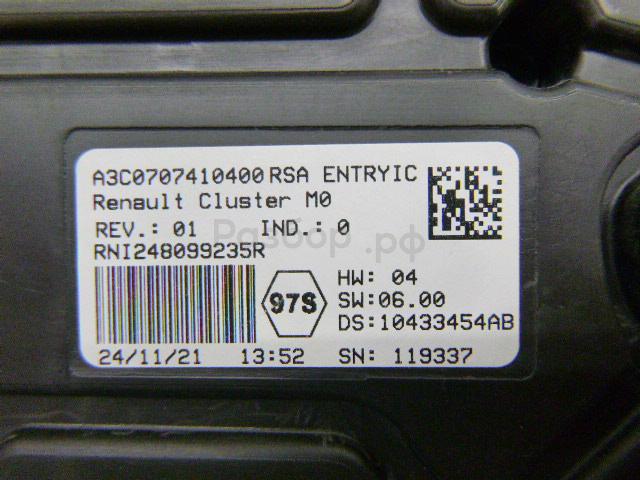 A3C0707410400 RSA ENTRYIC
Renault Cluster M0
REV.: 01 IND.: 0
RNI248099235R
Разбор.рф
97S
HW: 04
SW:06.00
DS:10433454AB
24/11/21 13:52 SN: 119337